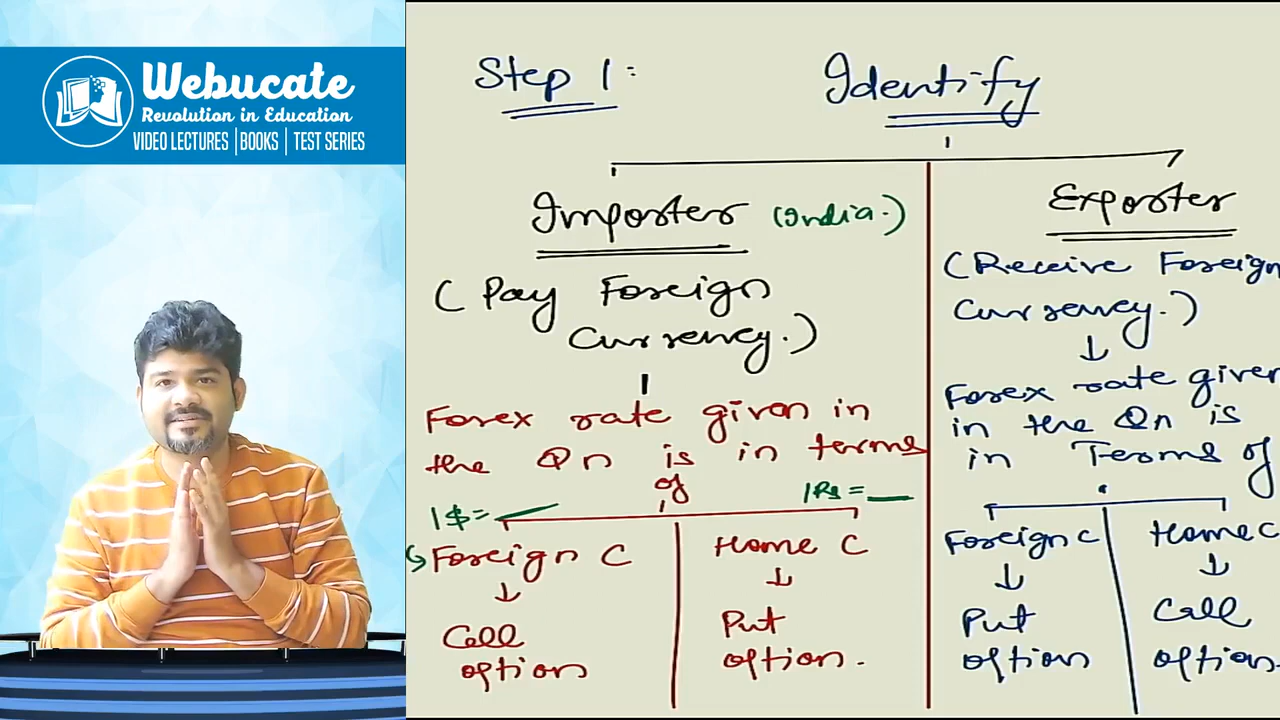 Webucate
Revolution in Education
VIDEO LECTURES | BOOKS | TEST SERIES
Step 1:
Identify
Importer (India.)
(Pay Foreign
Currency.)
Forex rate given in
the Qn is in terms
of
1$=
1Rs=
Foreign C
Call
option
Home C
Put
option.
Exporter
(Receive Foreign
Currency.)
Forex rate given
in the Qn is
in Terms of
Foreign C
Put
option
Home C
Call
option.